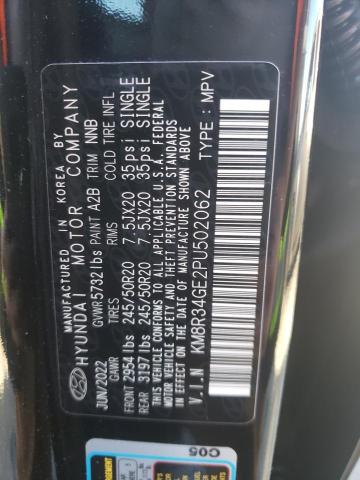 MANUFACTURED IN KOREA BY
HYUNDAI MOTOR COMPANY
GVWR 5732 lbs PAINT A2B TRIM NNB
JUN/2022 GAWR TIRES RIMS COLD TIRE INFL
FRONT 2954 lbs 245/50R20 7.5JX20 35psi SINGLE
REAR 3197 lbs 245/50R20 7.5JX20 35psi SINGLE
THIS VEHICLE CONFORMS TO ALL APPLICABLE U.S.A. FEDERAL
MOTOR VEHICLE SAFETY, BUMPER, AND THEFT PREVENTION
STANDARDS IN EFFECT ON THE DATE OF MANUFACTURE SHOWN ABOVE
V.I.N KM8R34GE2PU502062 TYPE: MPV
C05